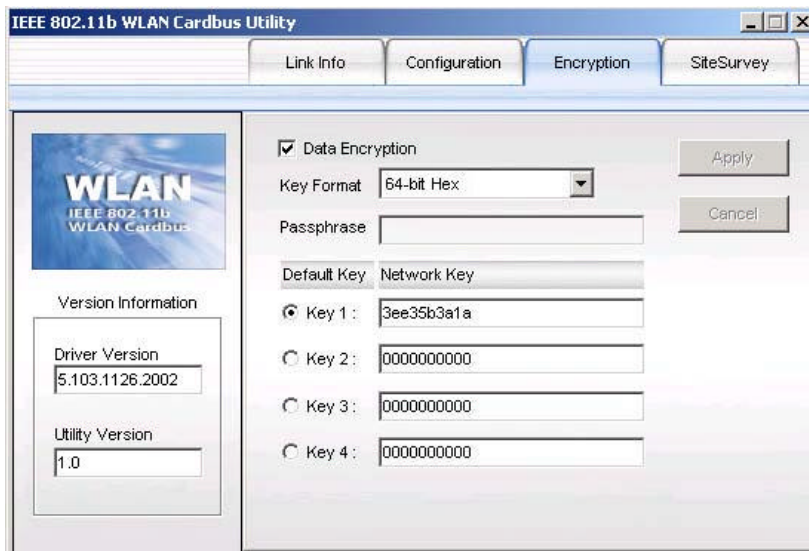 IEEE 802.11b WLAN Cardbus Utility
Link Info
Configuration
Encryption
SiteSurvey
WLAN
IEEE 802.11b
WLAN Cardbus
Version Information
Driver Version
5.103.1126.2002
Utility Version
1.0
Data Encryption
Key Format 64-bit Hex
Passphrase
Default Key Network Key
Key 1 : 3ee35b3a1a
Key 2 : 0000000000
Key 3 : 0000000000
Key 4 : 0000000000
Apply
Cancel